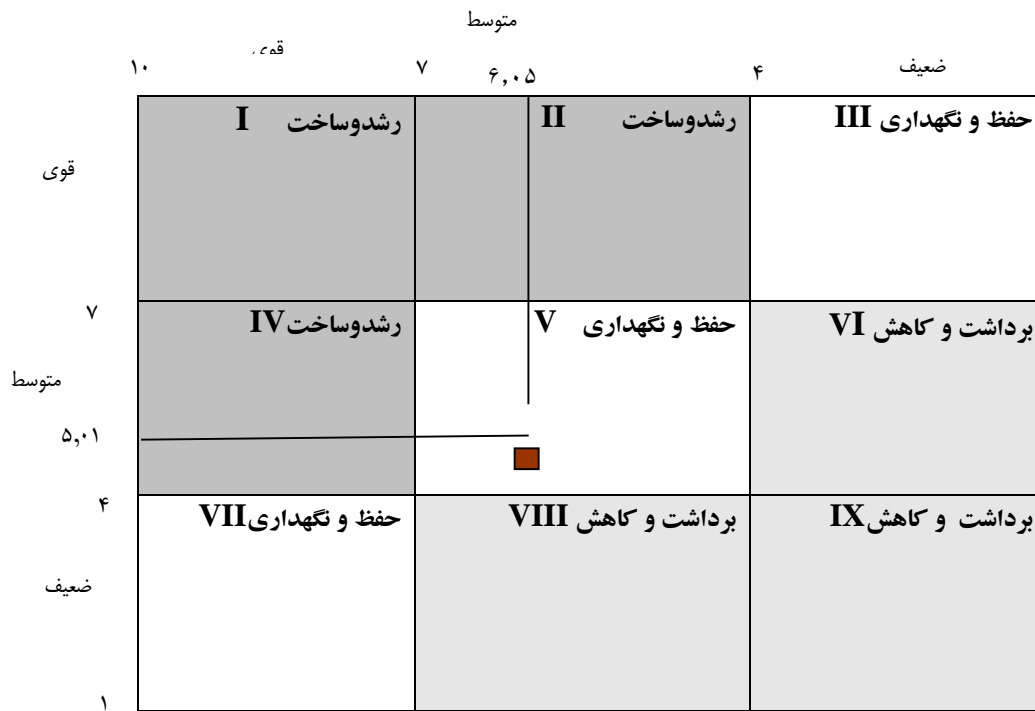 متوسط
قوی
۱۰ ۷ ۶,۰۵ ۴ ضعیف
رشدوساخت I
رشدوساخت II
حفظ و نگهداری III
قوی
۷
رشدوساخت IV
حفظ و نگهداری V
برداشت و کاهش VI
متوسط
۵,۰۱
۴
حفظ و نگهداری VII
برداشت و کاهش VIII
برداشت و کاهش IX
ضعیف
۱